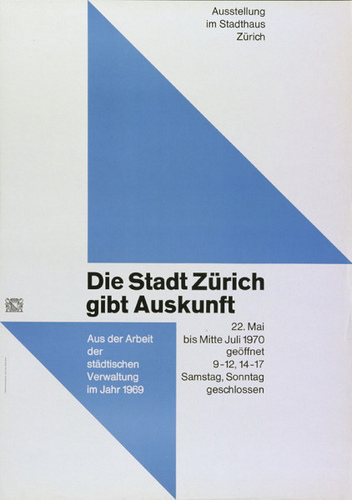 Ausstellung
im Stadthaus
Zürich
Die Stadt Zürich
gibt Auskunft
Aus der Arbeit
der
städtischen
Verwaltung
im Jahr 1969
22. Mai
bis Mitte Juli 1970
geöffnet
9-12, 14-17
Samstag, Sonntag
geschlossen